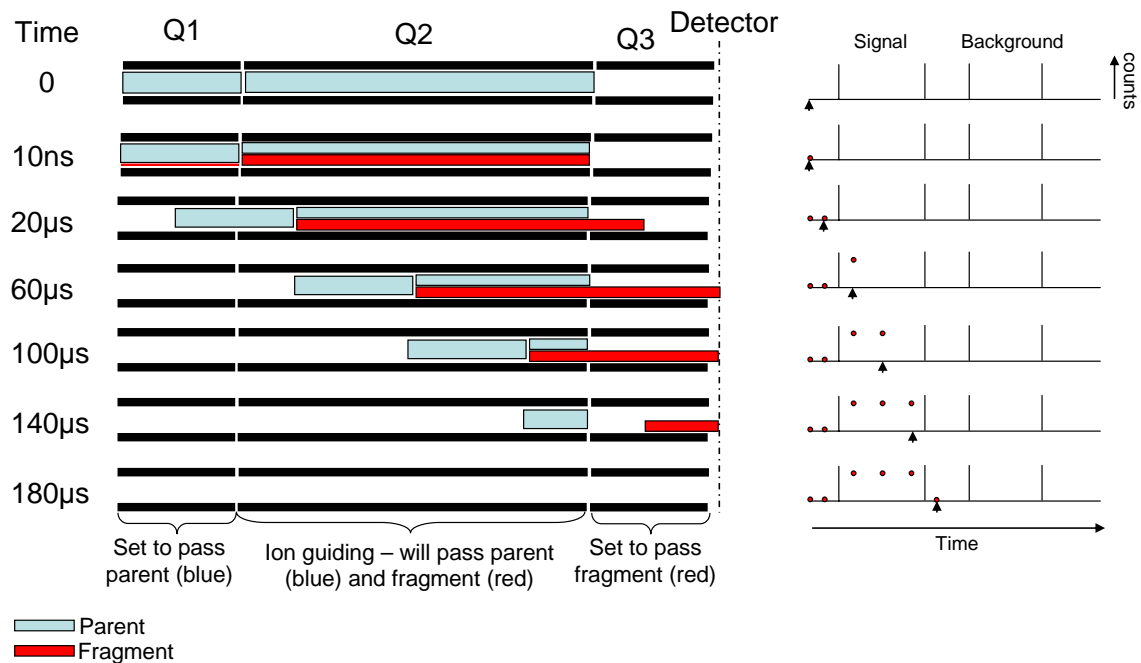 Time
Q1
Q2
Q3
Detector
Signal
Background
counts
0
10ns
20µs
60µs
100µs
140µs
180µs
Time
Set to pass
parent (blue)
Ion guiding – will pass parent
(blue) and fragment (red)
Set to pass
fragment (red)
Parent
Fragment